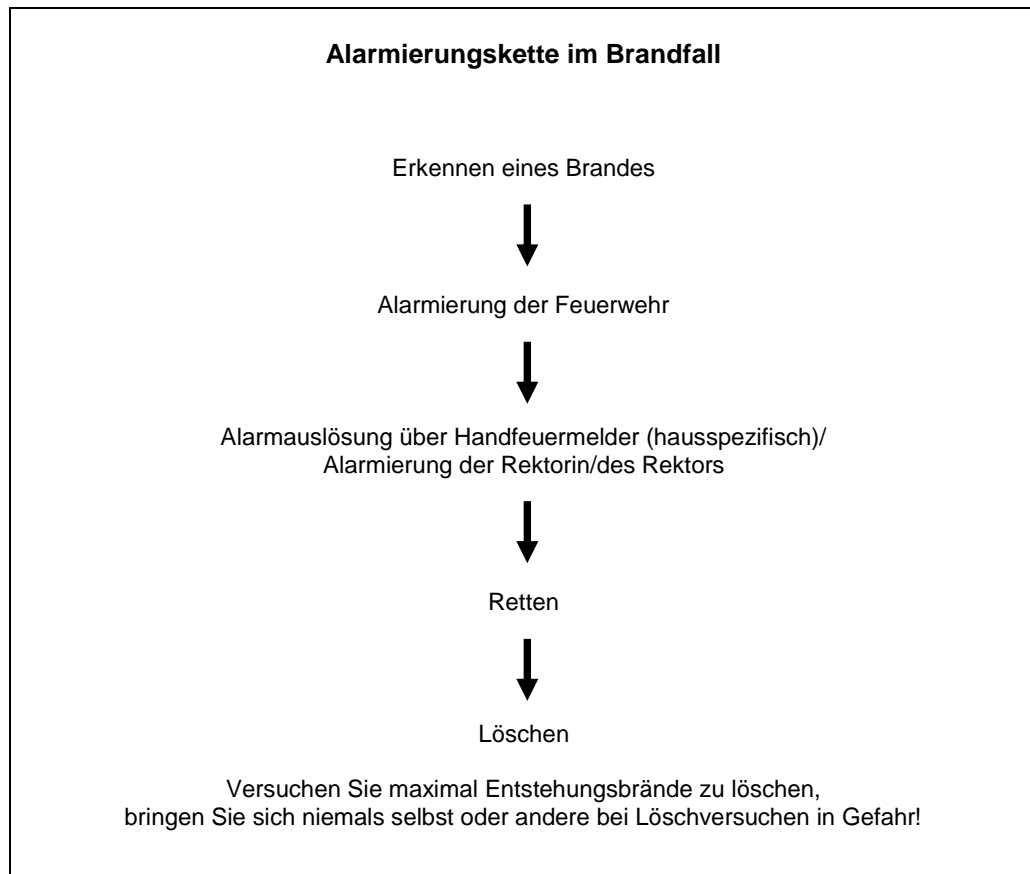 Alarmierungskette im Brandfall
Erkennen eines Brandes
Alarmierung der Feuerwehr
Alarmauslösung über Handfeuermelder (hausspezifisch)/
Alarmierung der Rektorin/des Rektors
Retten
Löschen
Versuchen Sie maximal Entstehungsbrände zu löschen,
bringen Sie sich niemals selbst oder andere bei Löschversuchen in Gefahr!